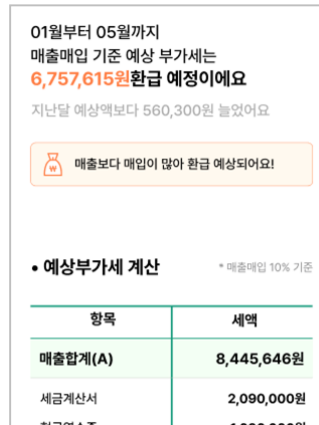 01월부터 05월까지
매출매입 기준 예상 부가세는
6,757,615원환급 예정이에요
지난달 예상액보다 560,300원 늘었어요
매출보다 매입이 많아 환급 예상되어요!
• 예상부가세 계산 * 매출매입 10% 기준
항목 세액
매출합계(A) 8,445,646원
세금계산서 2,090,000원